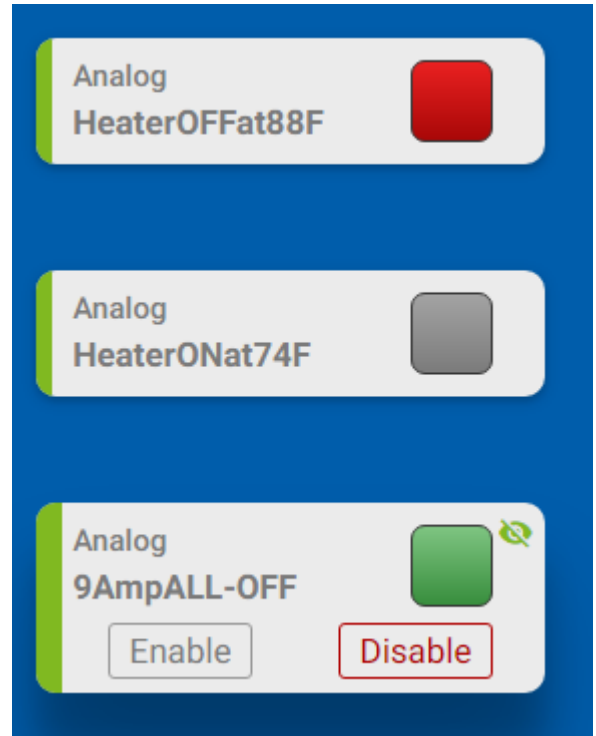 Analog
HeaterOFFat88F
Analog
HeaterONat74F
Analog
9AmpALL-OFF
Enable Disable